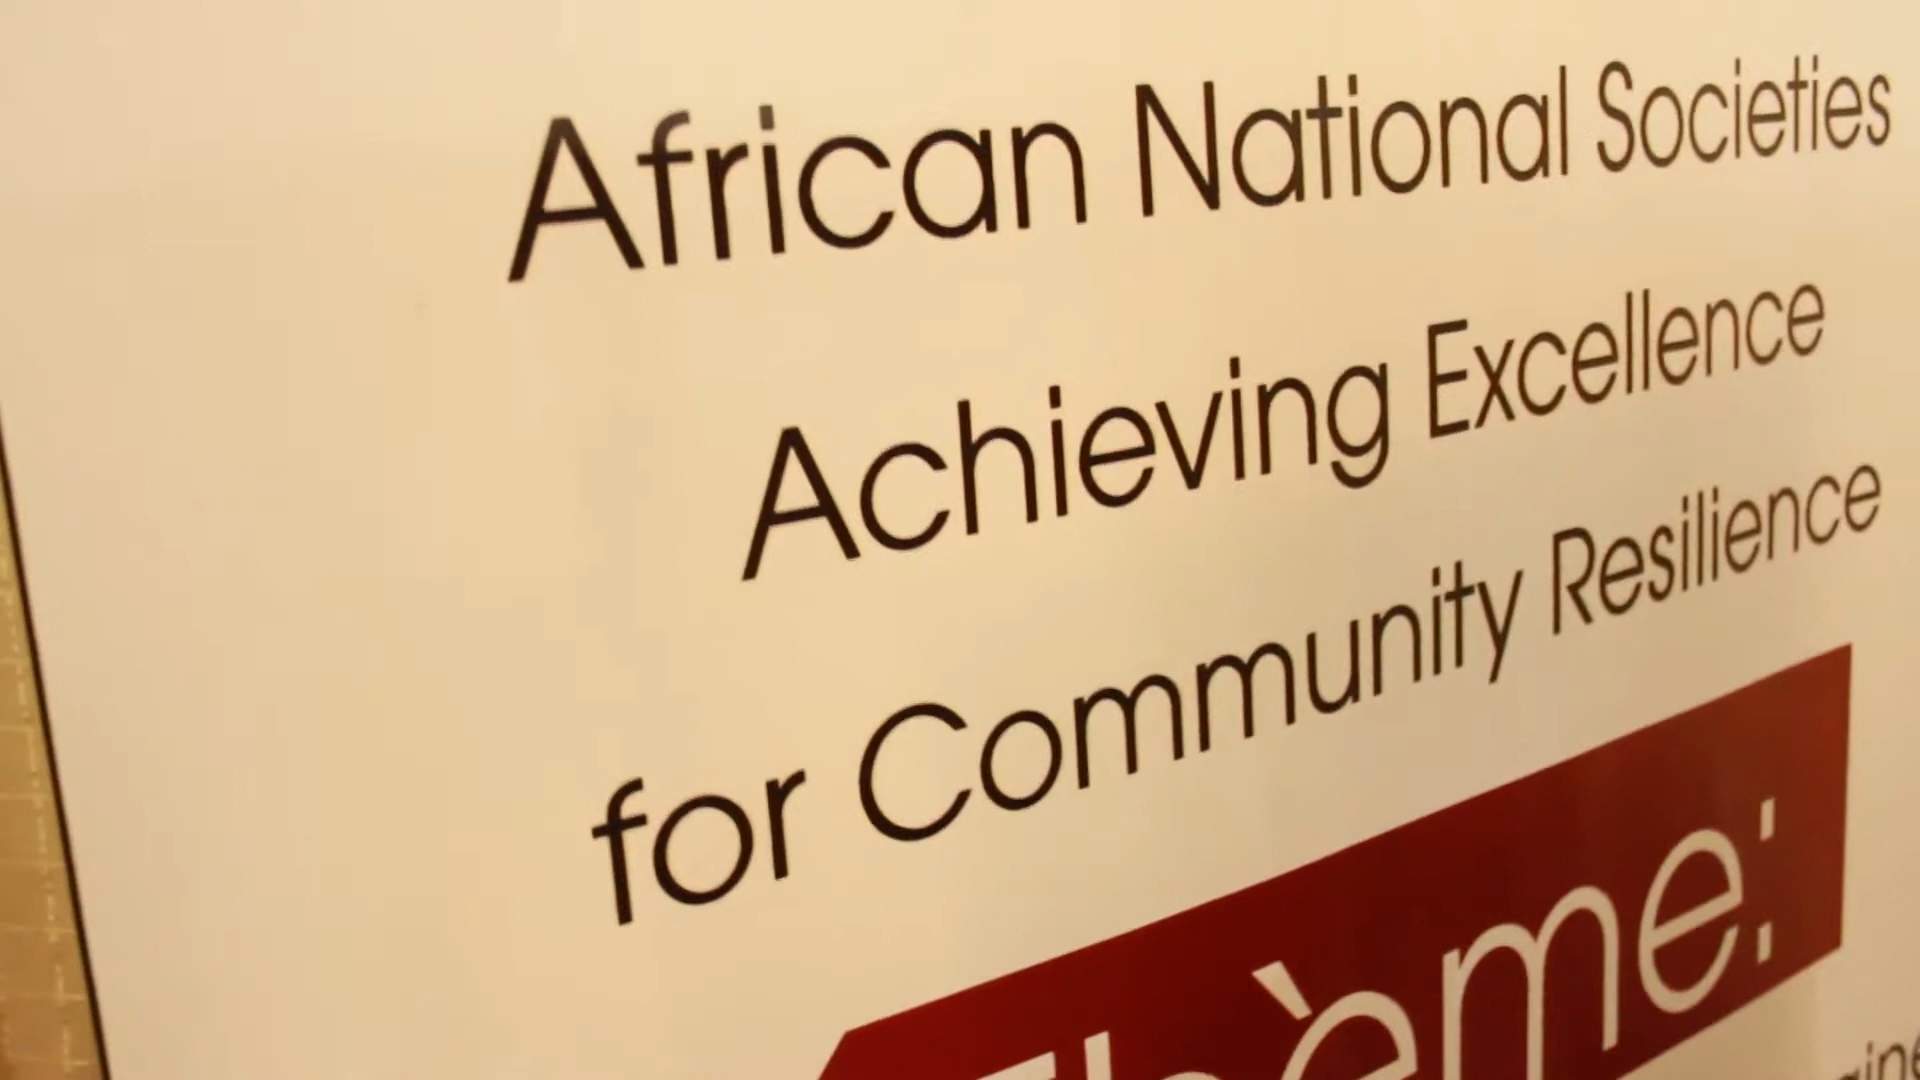 African National Societies
Achieving Excellence
for Community Resilience
Thème: